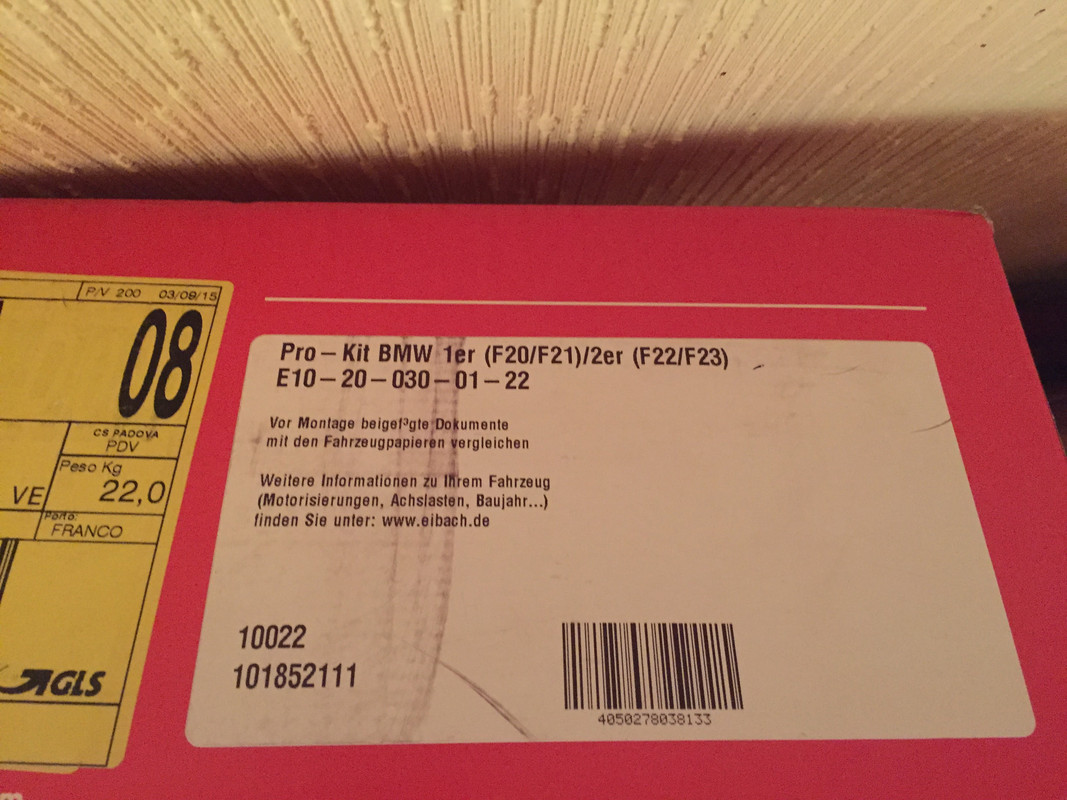 P/V 200 03/09/15
08
CS PADOVA
PDV
Peso Kg
22,0
VE
Porto:
FRANCO
GLS
Pro – Kit BMW 1er (F20/F21)/2er (F22/F23)
E10 – 20 – 030 – 01 – 22
Vor Montage beigef³gte Dokumente
mit den Fahrzeugpapieren vergleichen
Weitere Informationen zu Ihrem Fahrzeug
(Motorisierungen, Achslasten, Baujahr...)
finden Sie unter: www.eibach.de
10022
101852111
4050278038133